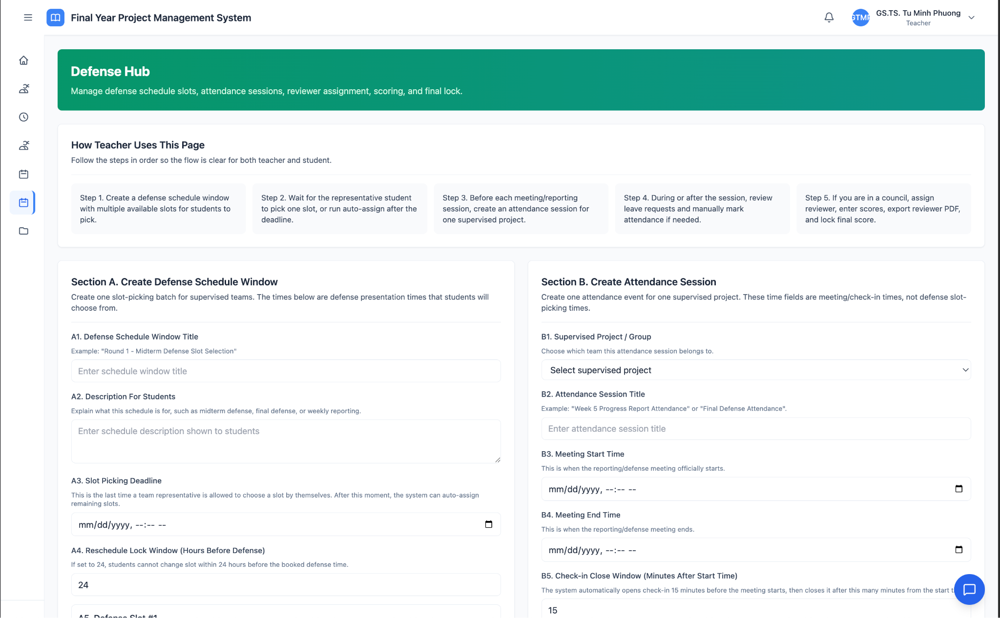 Final Year Project Management System
GTMP
GS.TS. Tu Minh Phuong
Teacher
Defense Hub
Manage defense schedule slots, attendance sessions, reviewer assignment, scoring, and final lock.
How Teacher Uses This Page
Follow the steps in order so the flow is clear for both teacher and student.
Step 1. Create a defense schedule window
with multiple available slots for students to
pick.
Step 2. Wait for the representative student
to pick one slot, or run auto-assign after the
deadline.
Step 3. Before each meeting/reporting
session, create an attendance session for
one supervised project.
Step 4. During or after the session, review
leave requests and manually mark
attendance if needed.
Step 5. If you are in a council, assign
reviewer, enter scores, export reviewer PDF,
and lock final score.
Section A. Create Defense Schedule Window
Create one slot-picking batch for supervised teams. The times below are defense presentation times that students will
choose from.
A1. Defense Schedule Window Title
Example: "Round 1 - Midterm Defense Slot Selection"
Enter schedule window title
A2. Description For Students
Explain what this schedule is for, such as midterm defense, final defense, or weekly reporting.
Enter schedule description shown to students
A3. Slot Picking Deadline
This is the last time a team representative is allowed to choose a slot by themselves. After this moment, the system can auto-assign
remaining slots.
mm/dd/yyyy, --:-- --
A4. Reschedule Lock Window (Hours Before Defense)
If set to 24, students cannot change slot within 24 hours before the booked defense time.
24
A5. Defense Slot #1
Section B. Create Attendance Session
Create one attendance event for one supervised project. These time fields are meeting/check-in times, not defense slot-
picking times.
B1. Supervised Project / Group
Choose which team this attendance session belongs to.
Select supervised project
B2. Attendance Session Title
Example: "Week 5 Progress Report Attendance" or "Final Defense Attendance".
Enter attendance session title
B3. Meeting Start Time
This is when the reporting/defense meeting officially starts.
mm/dd/yyyy, --:-- --
B4. Meeting End Time
This is when the reporting/defense meeting ends.
mm/dd/yyyy, --:-- --
B5. Check-in Close Window (Minutes After Start Time)
The system automatically opens check-in 15 minutes before the meeting starts, then closes it after this many minutes from the start
15